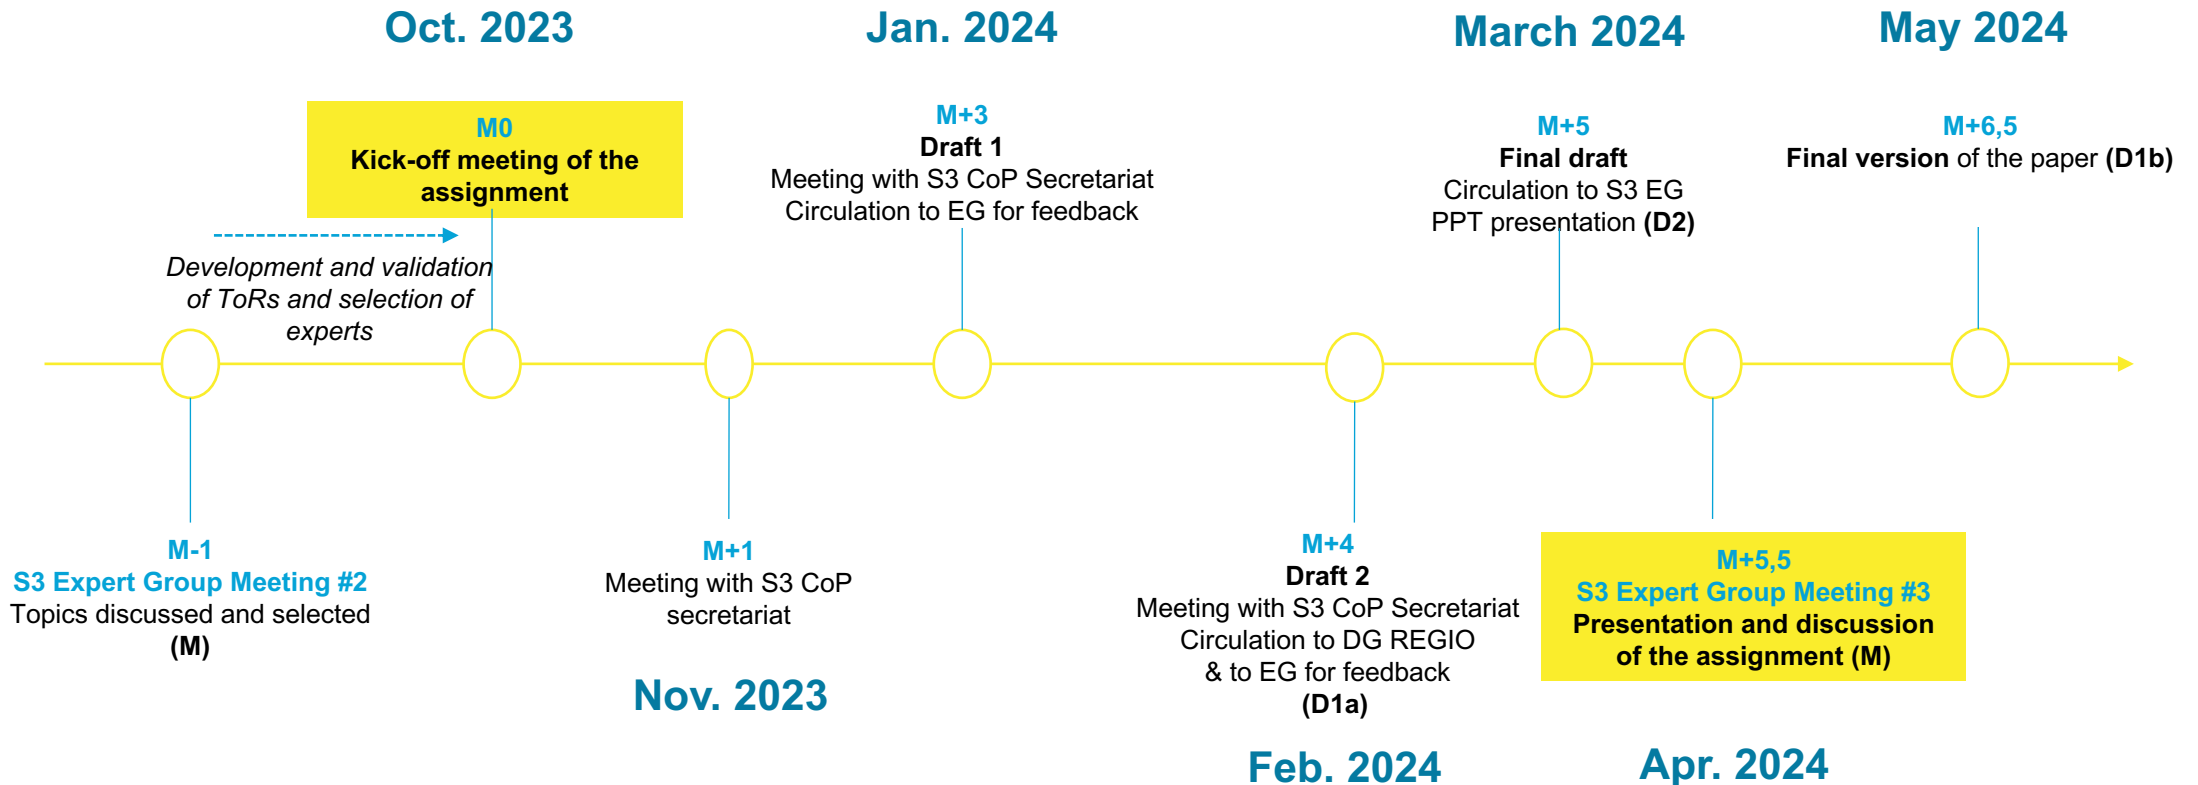 Oct. 2023
Jan. 2024
March 2024
May 2024
M0
Kick-off meeting of the
assignment
M+3
Draft 1
Meeting with S3 CoP Secretariat
Circulation to EG for feedback
M+5
Final draft
Circulation to S3 EG
PPT presentation (D2)
M+6,5
Final version of the paper (D1b)
Development and validation
of ToRs and selection of
experts
M-1
S3 Expert Group Meeting #2
Topics discussed and selected
(M)
M+1
Meeting with S3 CoP
secretariat
Nov. 2023
M+4
Draft 2
Meeting with S3 CoP Secretariat
Circulation to DG REGIO
& to EG for feedback
(D1a)
Feb. 2024
M+5,5
S3 Expert Group Meeting #3
Presentation and discussion
of the assignment (M)
Apr. 2024